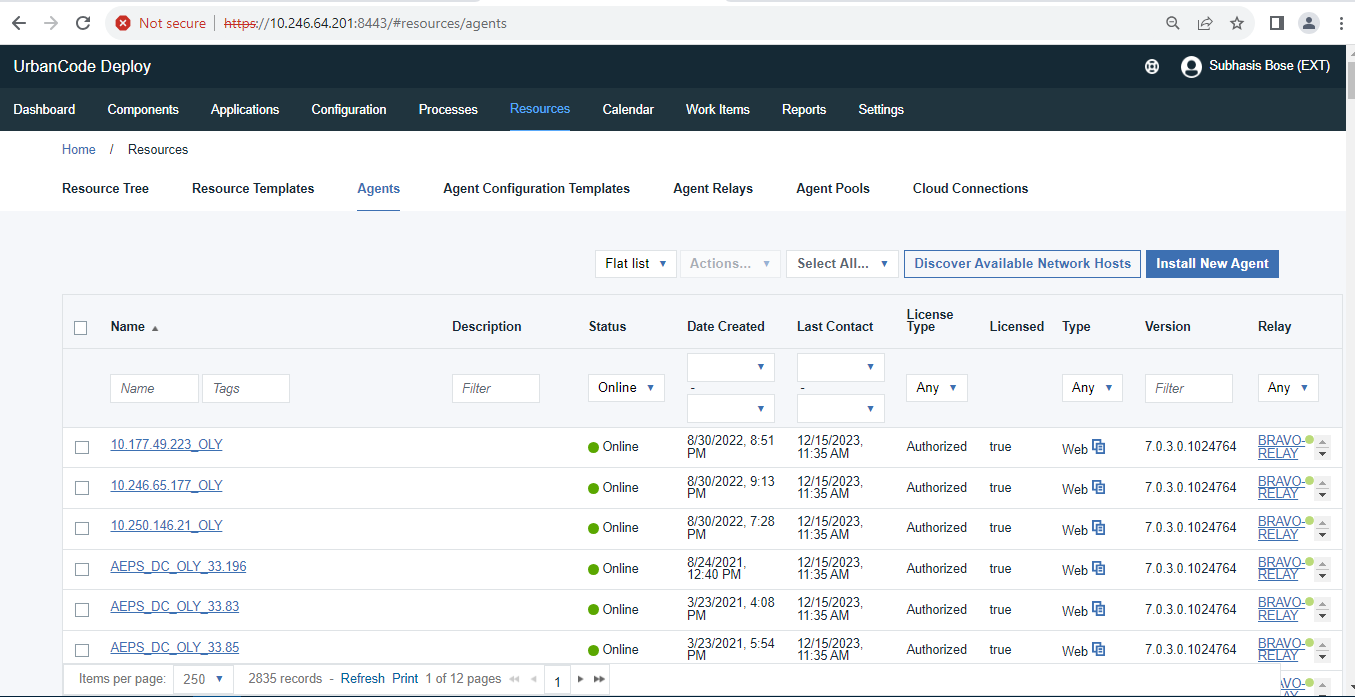 Not secure https://10.246.64.201:8443/#resources/agents
UrbanCode Deploy
Subhasis Bose (EXT)
Dashboard Components Applications Configuration Processes Resources Calendar Work Items Reports Settings
Home / Resources
Resource Tree Resource Templates Agents Agent Configuration Templates Agent Relays Agent Pools Cloud Connections
Flat list Actions... Select All... Discover Available Network Hosts Install New Agent
Name Description Status Date Created Last Contact License Type Licensed Type Version Relay
Name Tags Filter Online - - Any Any Filter Any
10.177.49.223_OLY Online 8/30/2022, 8:51 PM 12/15/2023, 11:35 AM Authorized true Web 7.0.3.0.1024764 BRAVO-RELAY
10.246.65.177_OLY Online 8/30/2022, 9:13 PM 12/15/2023, 11:35 AM Authorized true Web 7.0.3.0.1024764 BRAVO-RELAY
10.250.146.21_OLY Online 8/30/2022, 7:28 PM 12/15/2023, 11:35 AM Authorized true Web 7.0.3.0.1024764 BRAVO-RELAY
AEPS_DC_OLY_33.196 Online 8/24/2021, 12:40 PM 12/15/2023, 11:35 AM Authorized true Web 7.0.3.0.1024764 BRAVO-RELAY
AEPS_DC_OLY_33.83 Online 3/23/2021, 4:08 PM 12/15/2023, 11:35 AM Authorized true Web 7.0.3.0.1024764 BRAVO-RELAY
AEPS_DC_OLY_33.85 Online 3/23/2021, 5:54 PM 12/15/2023, 11:35 AM Authorized true Web 7.0.3.0.1024764 BRAVO-RELAY
Items per page: 250 2835 records - Refresh Print 1 of 12 pages 1